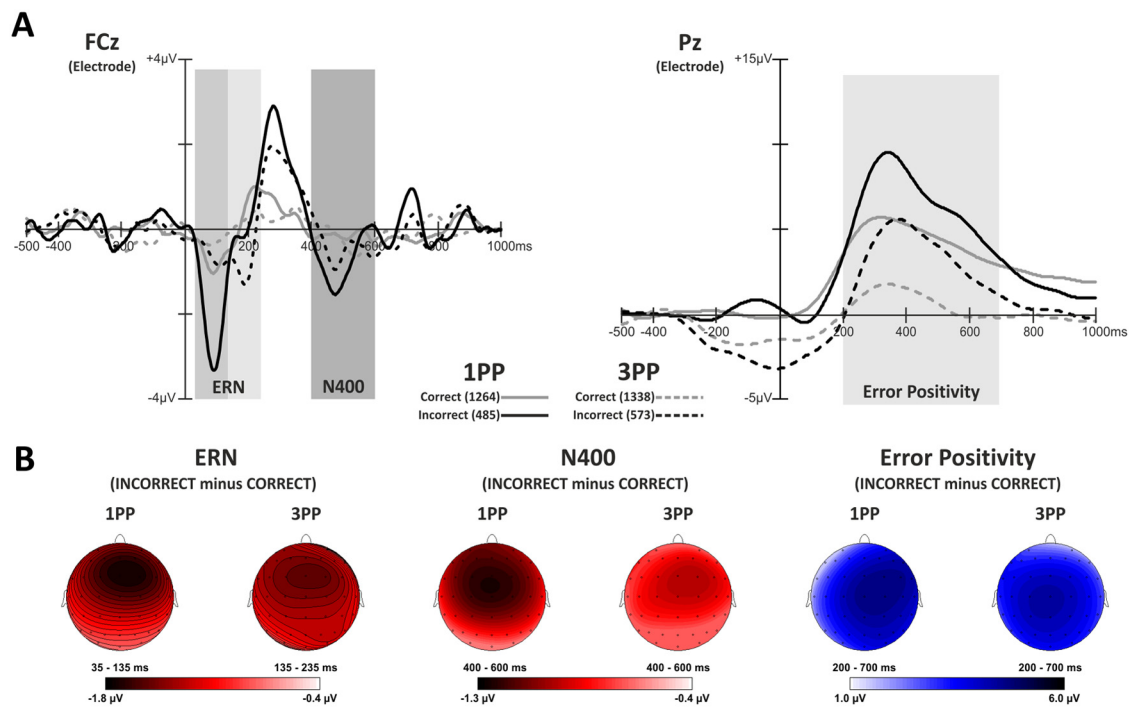 A
FCz
(Electrode)
+4µV
-4µV
-500
-400
200
400
600
1000ms
ERN
N400
Pz
(Electrode)
+15µV
-5µV
-500
-400
-200
200
400
600
800
1000ms
Error Positivity
1PP
Correct (1264)
Incorrect (485)
3PP
Correct (1338)
Incorrect (573)
B
ERN
(INCORRECT minus CORRECT)
1PP
3PP
35 - 135 ms
135 - 235 ms
-1.8 µV
-0.4 µV
N400
(INCORRECT minus CORRECT)
1PP
3PP
400 - 600 ms
400 - 600 ms
-1.3 µV
-0.4 µV
Error Positivity
(INCORRECT minus CORRECT)
1PP
3PP
200 - 700 ms
200 - 700 ms
1.0 µV
6.0 µV